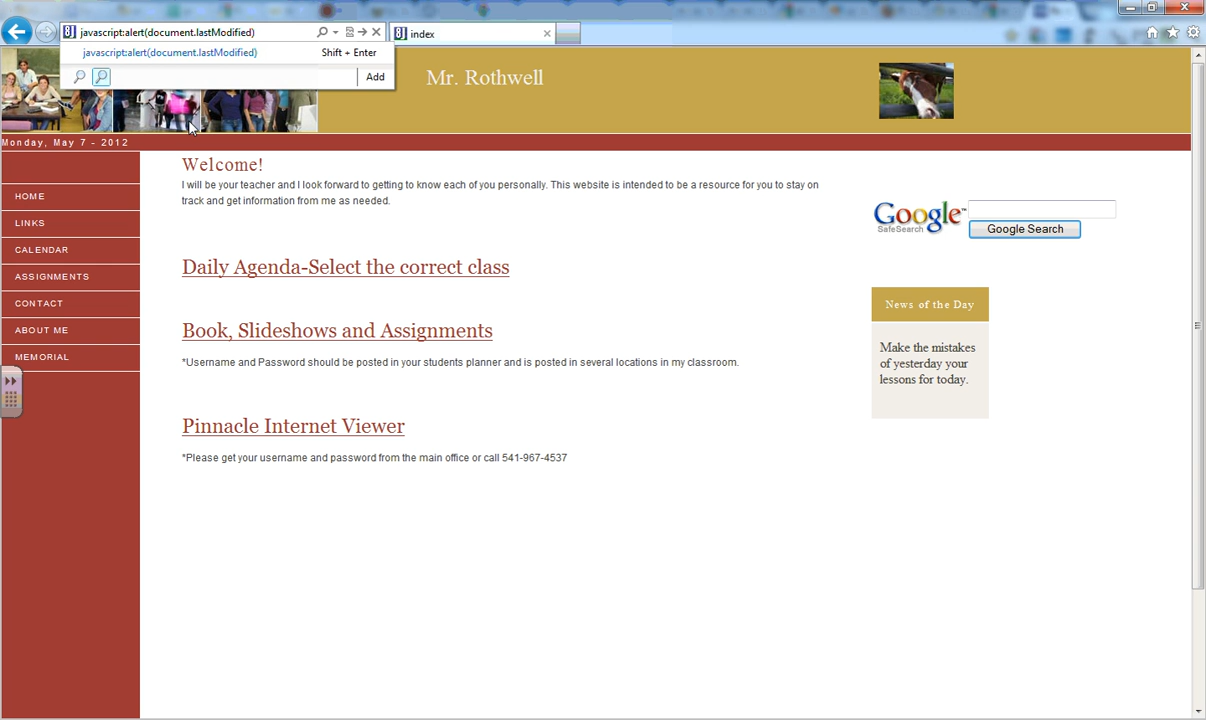 javascript:alert(document.lastModified)
index
javascript:alert(document.lastModified) Shift + Enter
Add
Mr. Rothwell
Monday, May 7 - 2012
HOME
LINKS
CALENDAR
ASSIGNMENTS
CONTACT
ABOUT ME
MEMORIAL
Welcome!
I will be your teacher and I look forward to getting to know each of you personally. This website is intended to be a resource for you to stay on
track and get information from me as needed.
Daily Agenda-Select the correct class
Book, Slideshows and Assignments
*Username and Password should be posted in your students planner and is posted in several locations in my classroom.
Pinnacle Internet Viewer
*Please get your username and password from the main office or call 541-967-4537
Google™
SafeSearch
Google Search
News of the Day
Make the mistakes
of yesterday your
lessons for today.